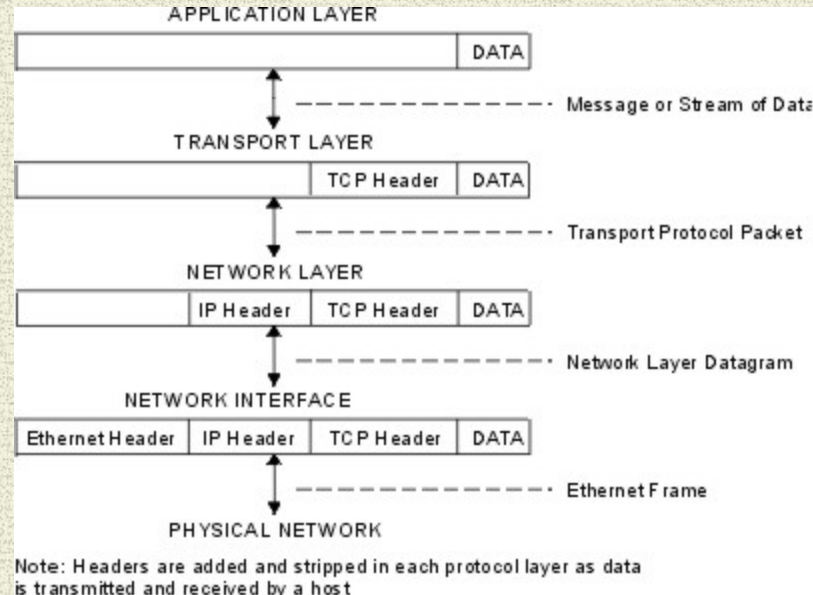 APPLICATION LAYER
DATA
Message or Stream of Data
TRANSPORT LAYER
TCP Header DATA
Transport Protocol Packet
NETWORK LAYER
IP Header TCP Header DATA
Network Layer Datagram
NETWORK INTERFACE
Ethernet Header IP Header TCP Header DATA
Ethernet Frame
PHYSICAL NETWORK
Note: Headers are added and stripped in each protocol layer as data
is transmitted and received by a host